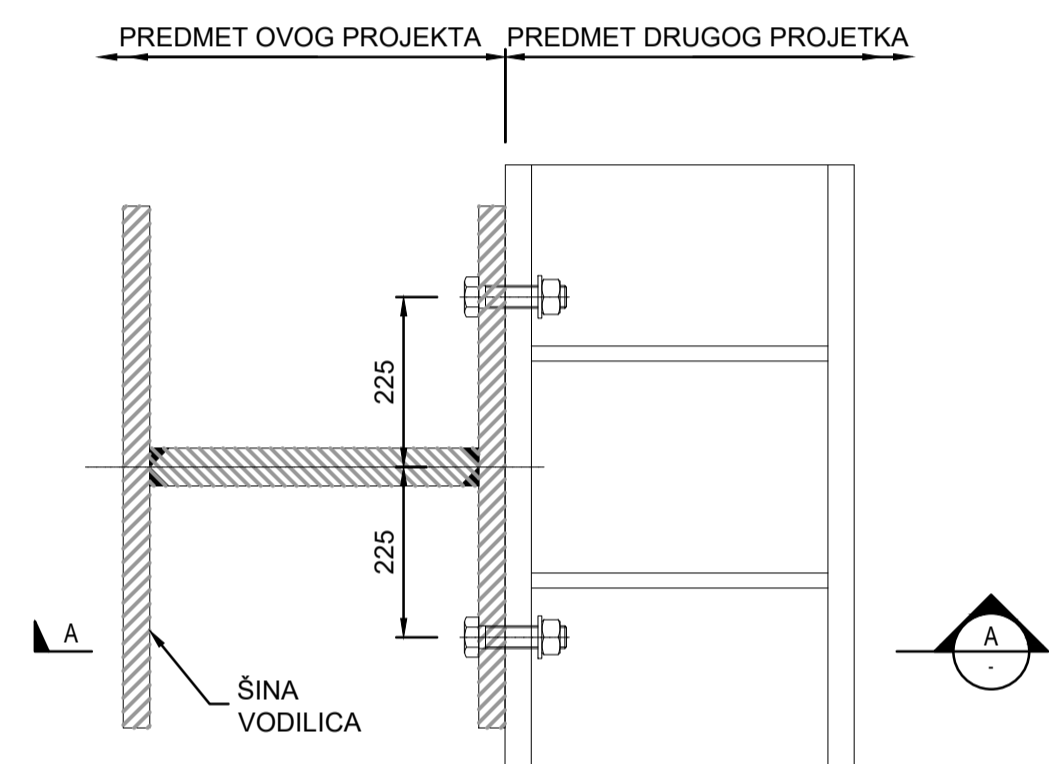 PREDMET OVOG PROJEKTA
PREDMET DRUGOG PROJETKA
225
225
A
A
-
ŠINA
VODILICA